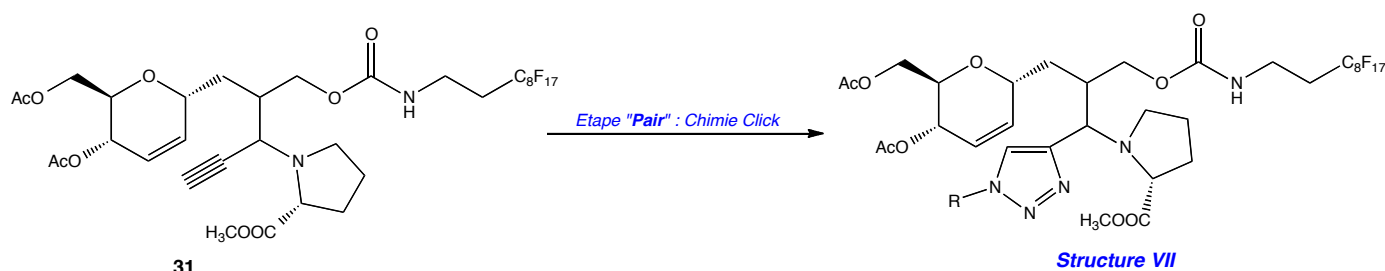 O
AcO
O
O
N
H
C8F17
AcO
N
H3COOC
31
Etape "Pair" : Chimie Click
O
AcO
O
O
N
H
C8F17
AcO
N
N
N
N
R
H3COOC
Structure VII